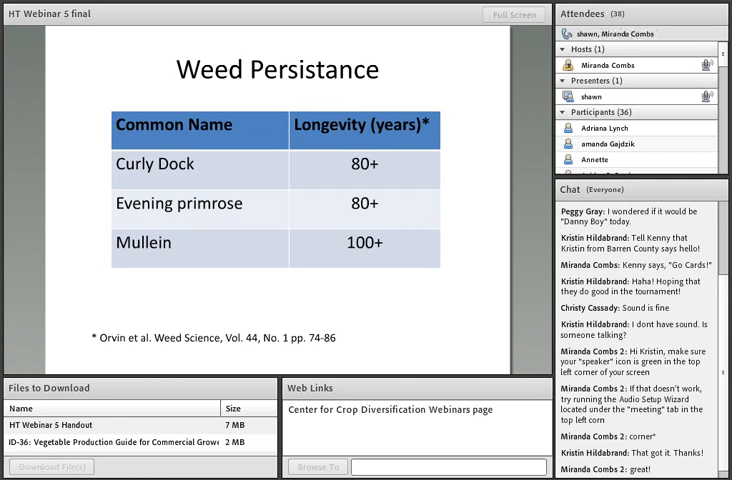 HT Webinar 5 final
Full Screen
Weed Persistance
Common Name Longevity (years)*
Curly Dock 80+
Evening primrose 80+
Mullein 100+
* Orvin et al. Weed Science, Vol. 44, No. 1 pp. 74-86
Files to Download
Name Size
HT Webinar 5 Handout 7 MB
ID-36: Vegetable Production Guide for Commercial Growe 2 MB
Download File(s)
Web Links
Center for Crop Diversification Webinars page
Browse To
Attendees (38)
shawn, Miranda Combs
Hosts (1)
Miranda Combs
Presenters (1)
shawn
Participants (36)
Adriana Lynch
amanda Gajdzik
Annette
Chat (Everyone)
Peggy Gray: I wondered if it would be
"Danny Boy" today.
Kristin Hildabrand: Tell Kenny that
Kristin from Barren County says hello!
Miranda Combs: Kenny says, "Go Cards!"
Kristin Hildabrand: Haha! Hoping that
they do good in the tournament!
Christy Cassady: Sound is fine
Kristin Hildabrand: I dont have sound. Is
someone talking?
Miranda Combs 2: Hi Kristin, make sure
your "speaker" icon is green in the top
left corner of your screen
Miranda Combs 2: If that doesn't work,
try running the Audio Setup Wizard
located under the "meeting" tab in the
top left corn
Miranda Combs 2: corner*
Kristin Hildabrand: That got it. Thanks!
Miranda Combs 2: great!